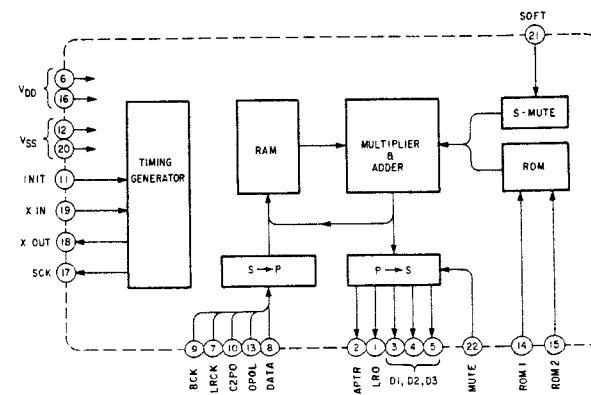 SOFT
21
6
VDD
16
12
VSS
20
INIT 11
X IN 19
X OUT 18
SCK 17
TIMING
GENERATOR
RAM
MULTIPLIER
&
ADDER
S-MUTE
ROM
S → P
P → S
9 7 10 13 8 2 1 3 4 5 22 14 15
BCK
LRCK
C2PO
OPOL
DATA
APTR
LRO
D1, D2, D3
MUTE
ROM 1
ROM 2